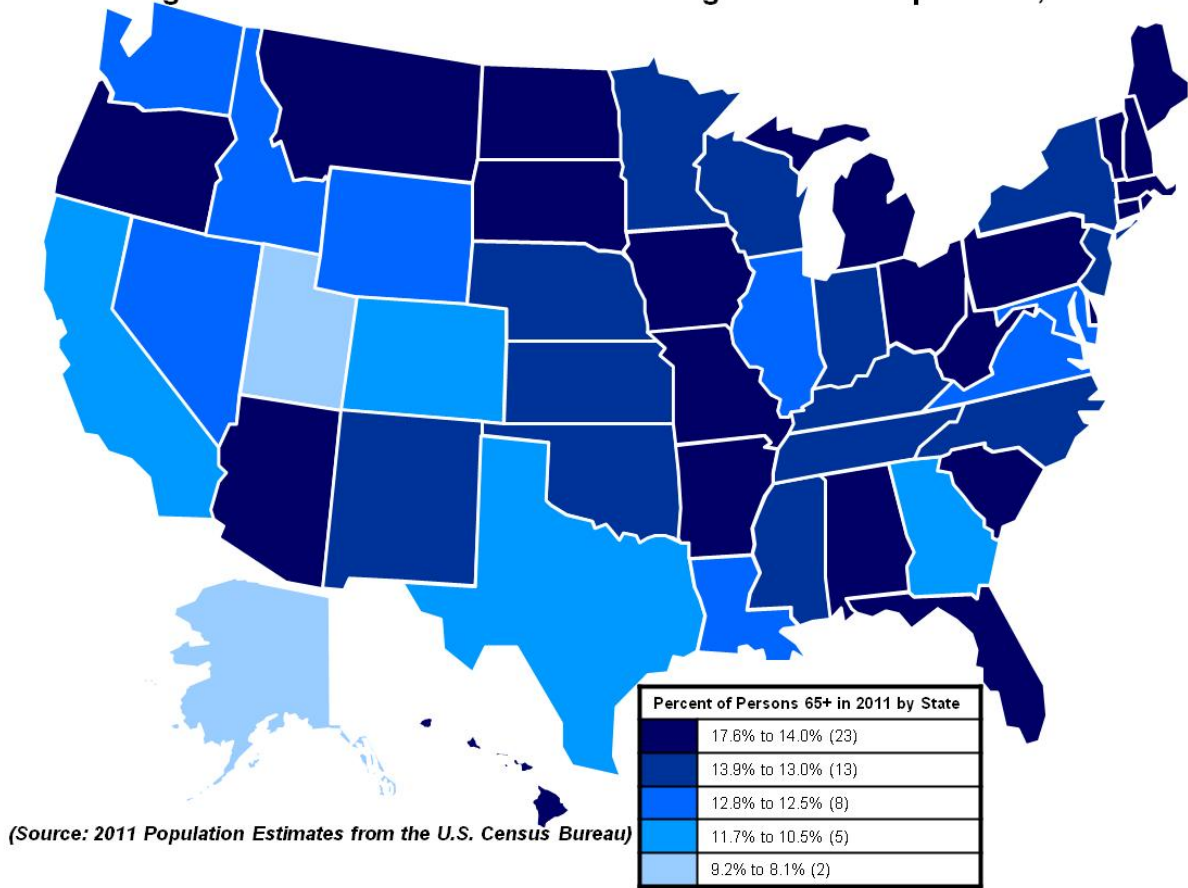 Percent of Persons 65+ in 2011 by State
17.6% to 14.0% (23)
13.9% to 13.0% (13)
12.8% to 12.5% (8)
11.7% to 10.5% (5)
9.2% to 8.1% (2)
(Source: 2011 Population Estimates from the U.S. Census Bureau)